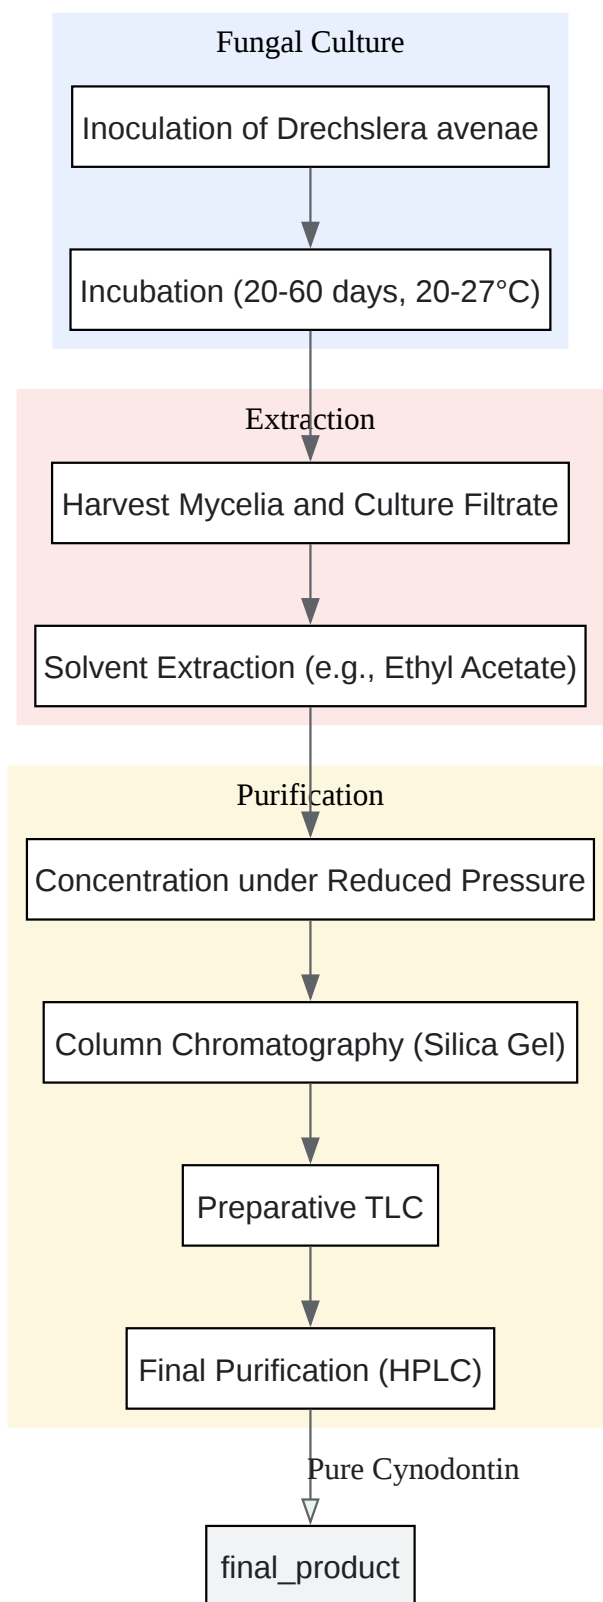 Fungal Culture
Inoculation of Drechslera avenae
Incubation (20-60 days, 20-27°C)
Extraction
Harvest Mycelia and Culture Filtrate
Solvent Extraction (e.g., Ethyl Acetate)
Purification
Concentration under Reduced Pressure
Column Chromatography (Silica Gel)
Preparative TLC
Final Purification (HPLC)
Pure Cynodontin
final_product